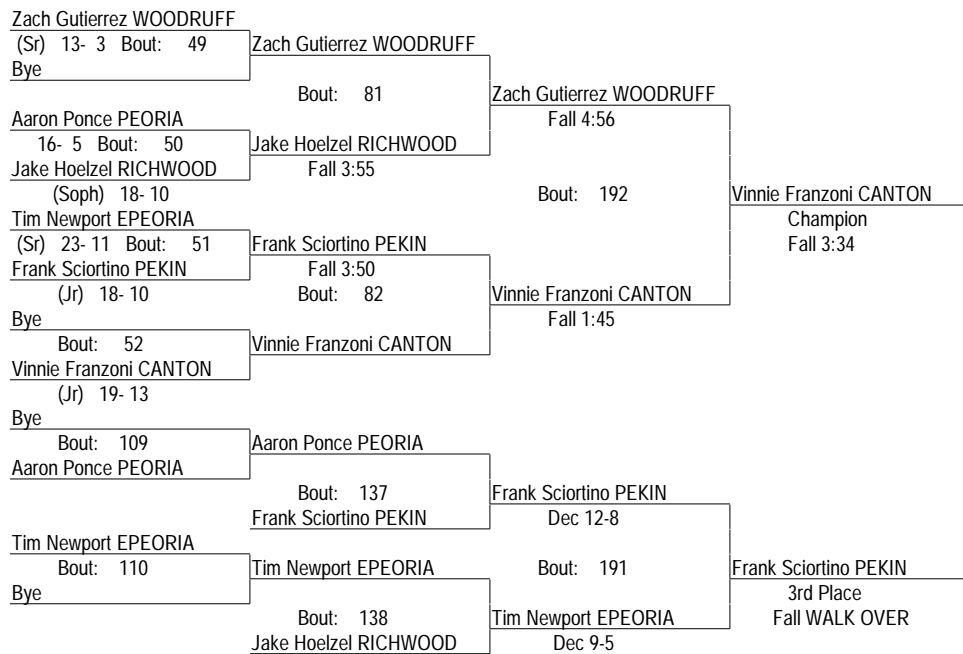 Zach Gutierrez WOODRUFF
(Sr) 13- 3 Bout: 49
Bye
Zach Gutierrez WOODRUFF
Bout: 81
Aaron Ponce PEORIA
16- 5 Bout: 50
Jake Hoelzel RICHWOOD
(Soph) 18- 10
Jake Hoelzel RICHWOOD
Fall 3:55
Zach Gutierrez WOODRUFF
Fall 4:56
Bout: 192
Tim Newport EPEORIA
(Sr) 23- 11 Bout: 51
Frank Sciortino PEKIN
(Jr) 18- 10
Frank Sciortino PEKIN
Fall 3:50
Bout: 82
Bye
Bout: 52
Vinnie Franzoni CANTON
(Jr) 19- 13
Vinnie Franzoni CANTON
Vinnie Franzoni CANTON
Fall 1:45
Vinnie Franzoni CANTON
Champion
Fall 3:34
Bye
Bout: 109
Aaron Ponce PEORIA
Aaron Ponce PEORIA
Bout: 137
Frank Sciortino PEKIN
Frank Sciortino PEKIN
Dec 12-8
Bout: 191
Tim Newport EPEORIA
Bout: 110
Bye
Tim Newport EPEORIA
Bout: 138
Jake Hoelzel RICHWOOD
Tim Newport EPEORIA
Dec 9-5
Frank Sciortino PEKIN
3rd Place
Fall WALK OVER